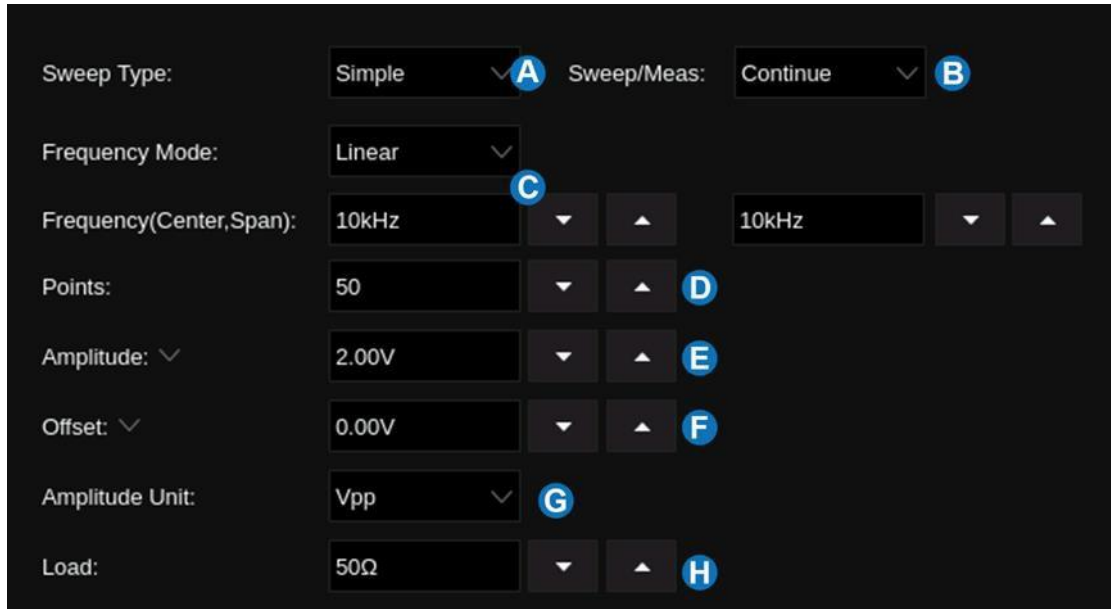 Sweep Type: Simple A Sweep/Meas: Continue B
Frequency Mode: Linear
C
Frequency(Center,Span): 10kHz 10kHz
Points: 50 D
Amplitude: 2.00V E
Offset: 0.00V F
Amplitude Unit: Vpp G
Load: 50Ω H